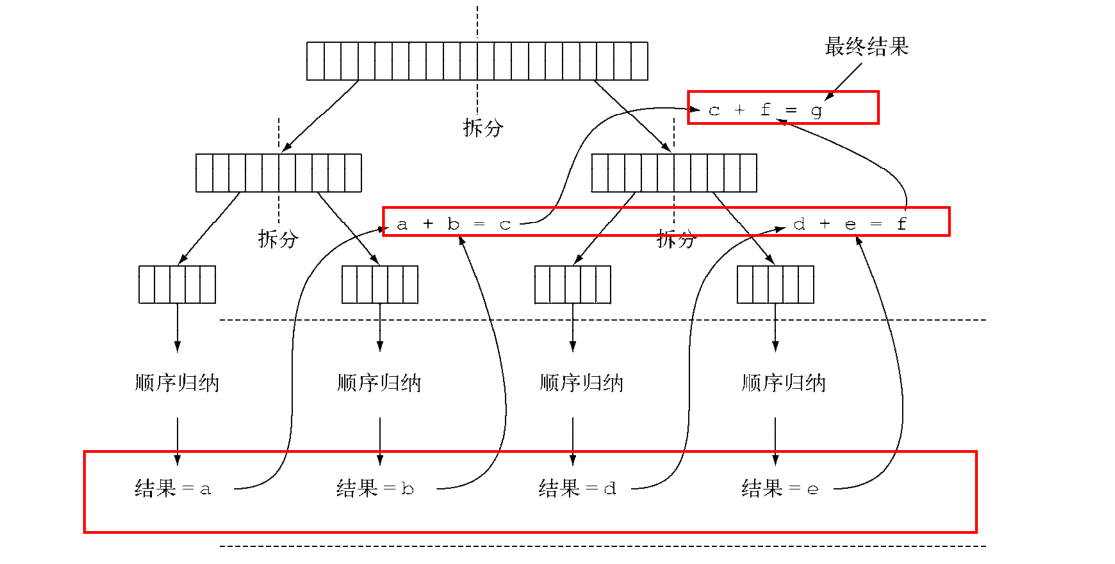 最终结果
c + f = g
拆分
a + b = c
d + e = f
拆分
拆分
顺序归纳
顺序归纳
顺序归纳
顺序归纳
结果=a
结果=b
结果=d
结果=e